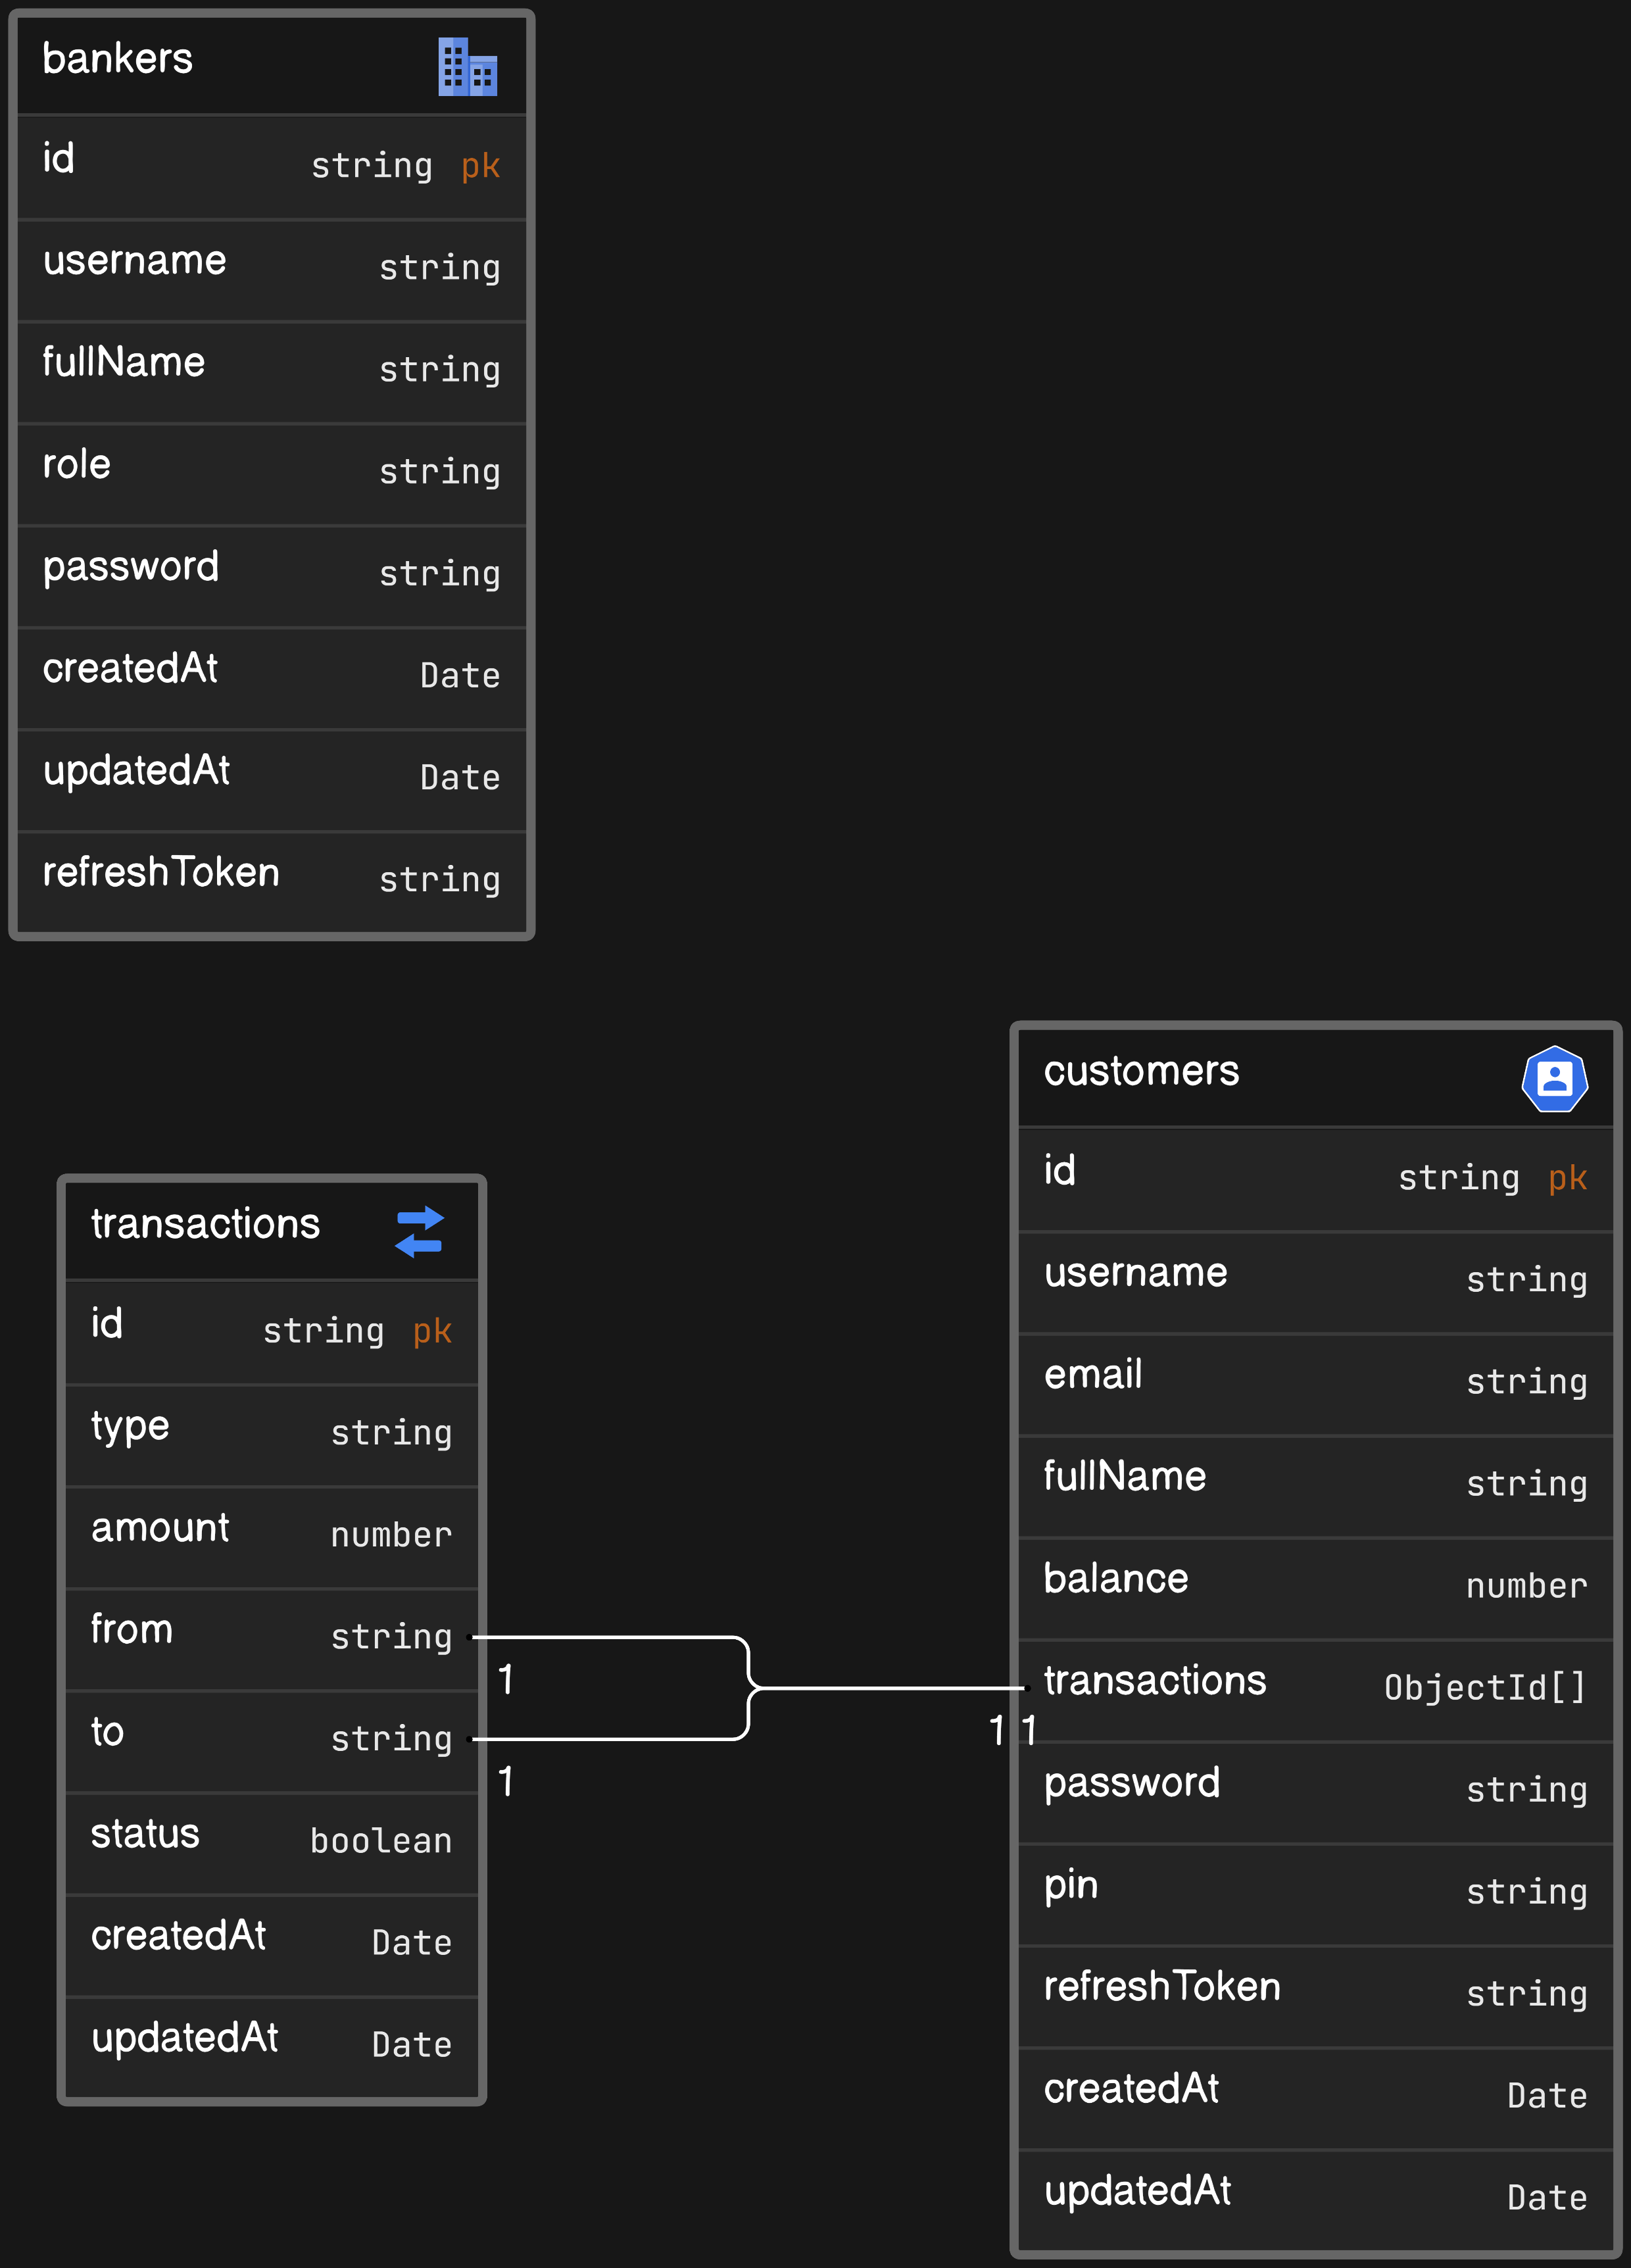 bankers
id string pk
username string
fullName string
role string
password string
createdAt Date
updatedAt Date
refreshToken string
transactions
id string pk
type string
amount number
from string
1
to string
1
status boolean
createdAt Date
updatedAt Date
customers
id string pk
username string
email string
fullName string
balance number
transactions ObjectId[]
1 1
password string
pin string
refreshToken string
createdAt Date
updatedAt Date